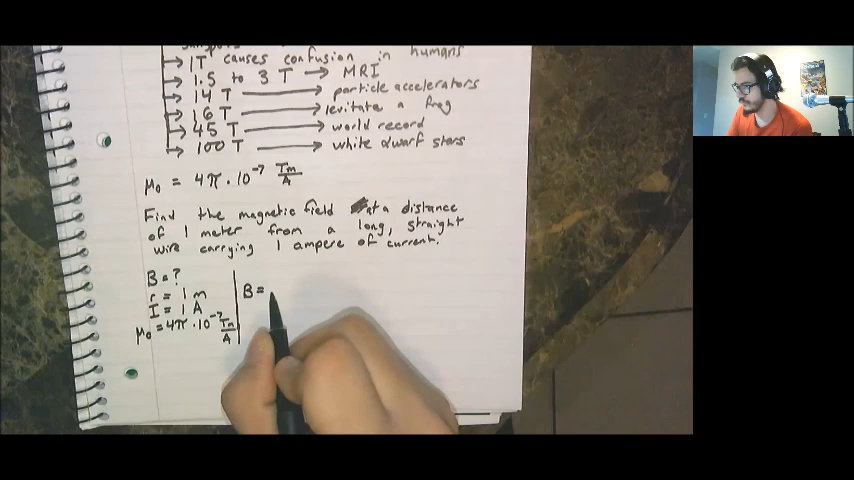 1T causes confusion in humans
1.5 to 3 T → MRI
14 T → particle accelerators
16 T → levitate a frog
45 T → world record
100 T → white dwarf stars
μ₀ = 4π · 10⁻⁷ Tm/A
Find the magnetic field at a distance
of 1 meter from a long, straight
wire carrying 1 ampere of current.
B = ?
r = 1 m
I = 1 A
μ₀ = 4π · 10⁻⁷ Tm/A
B =